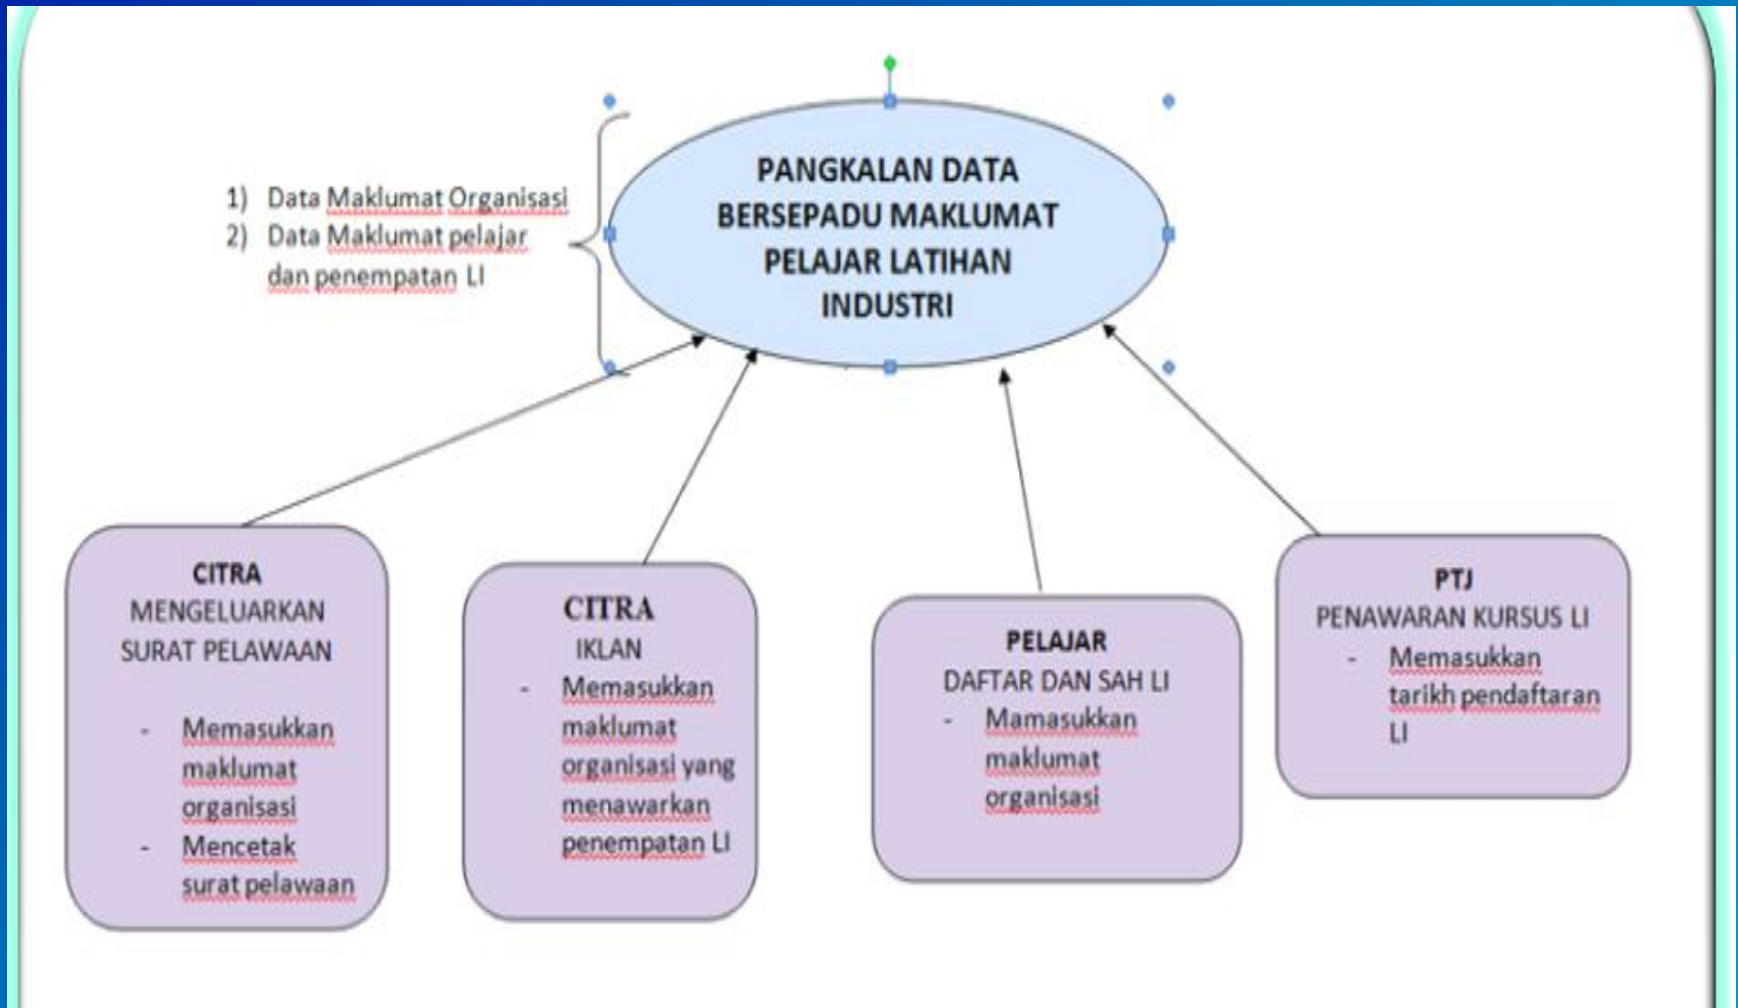 PANGKALAN DATA
BERSEPADU MAKLUMAT
PELAJAR LATIHAN
INDUSTRI
1) Data Maklumat Organisasi
2) Data Maklumat pelajar
dan penempatan LI
CITRA
MENGELUARKAN
SURAT PELAWAAN
- Memasukkan
maklumat
organisasi
- Mencetak
surat pelawaan
CITRA
IKLAN
- Memasukkan
maklumat
organisasi yang
menawarkan
penempatan LI
PELAJAR
DAFTAR DAN SAH LI
- Mamasukkan
maklumat
organisasi
PTJ
PENAWARAN KURSUS LI
- Memasukkan
tarikh pendaftaran
LI